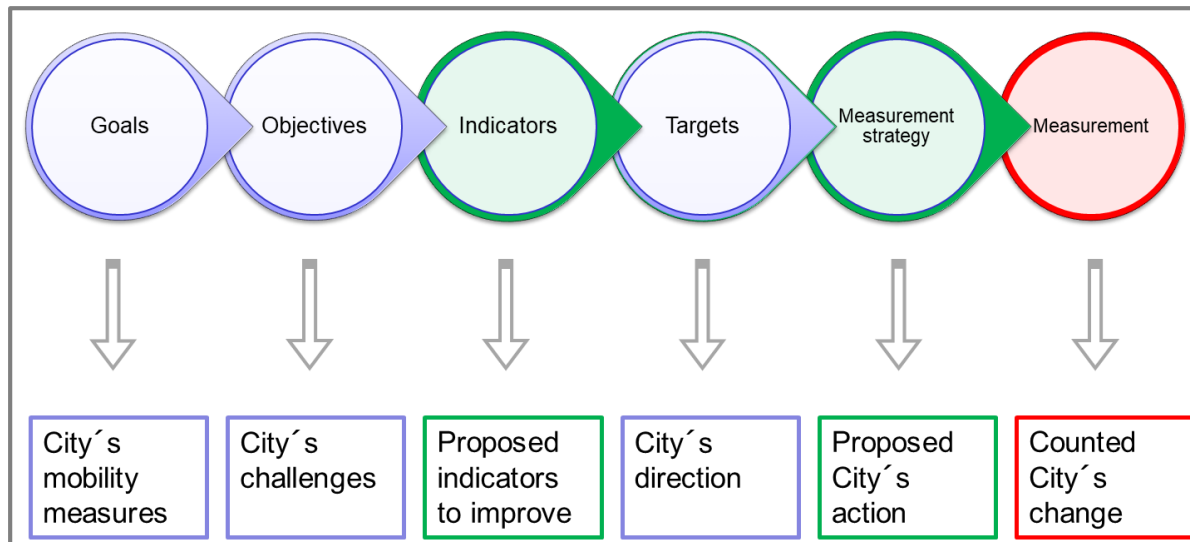 Goals
Objectives
Indicators
Targets
Measurement
strategy
Measurement
City´s
mobility
measures
City´s
challenges
Proposed
indicators
to improve
City´s
direction
Proposed
City´s
action
Counted
City´s
change